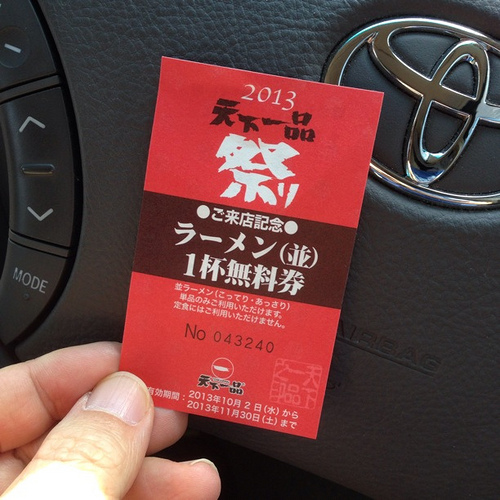 2013
天下一品
祭り
●ご来店記念●
ラーメン(並)
1杯無料券
並ラーメン(こってり・あっさり)
単品のみご利用いただけます。
定食にはご利用いただけません。
No 043240
天下一品
有効期間：2013年10月2日(水)から
2013年11月30日(土)まで
MODE
AIRBAG